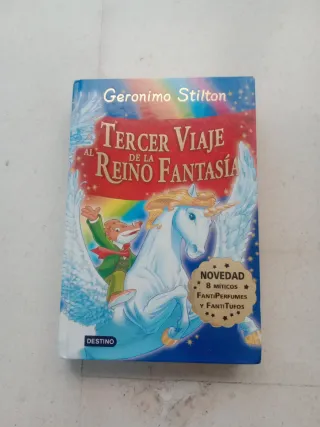 Geronimo Stilton
TERCER VIAJE
AL DE LA
REINO FANTASÍA
NOVEDAD
8 MÍTICOS
FANTIPERFUMES
Y FANTITUFOS
DESTINO